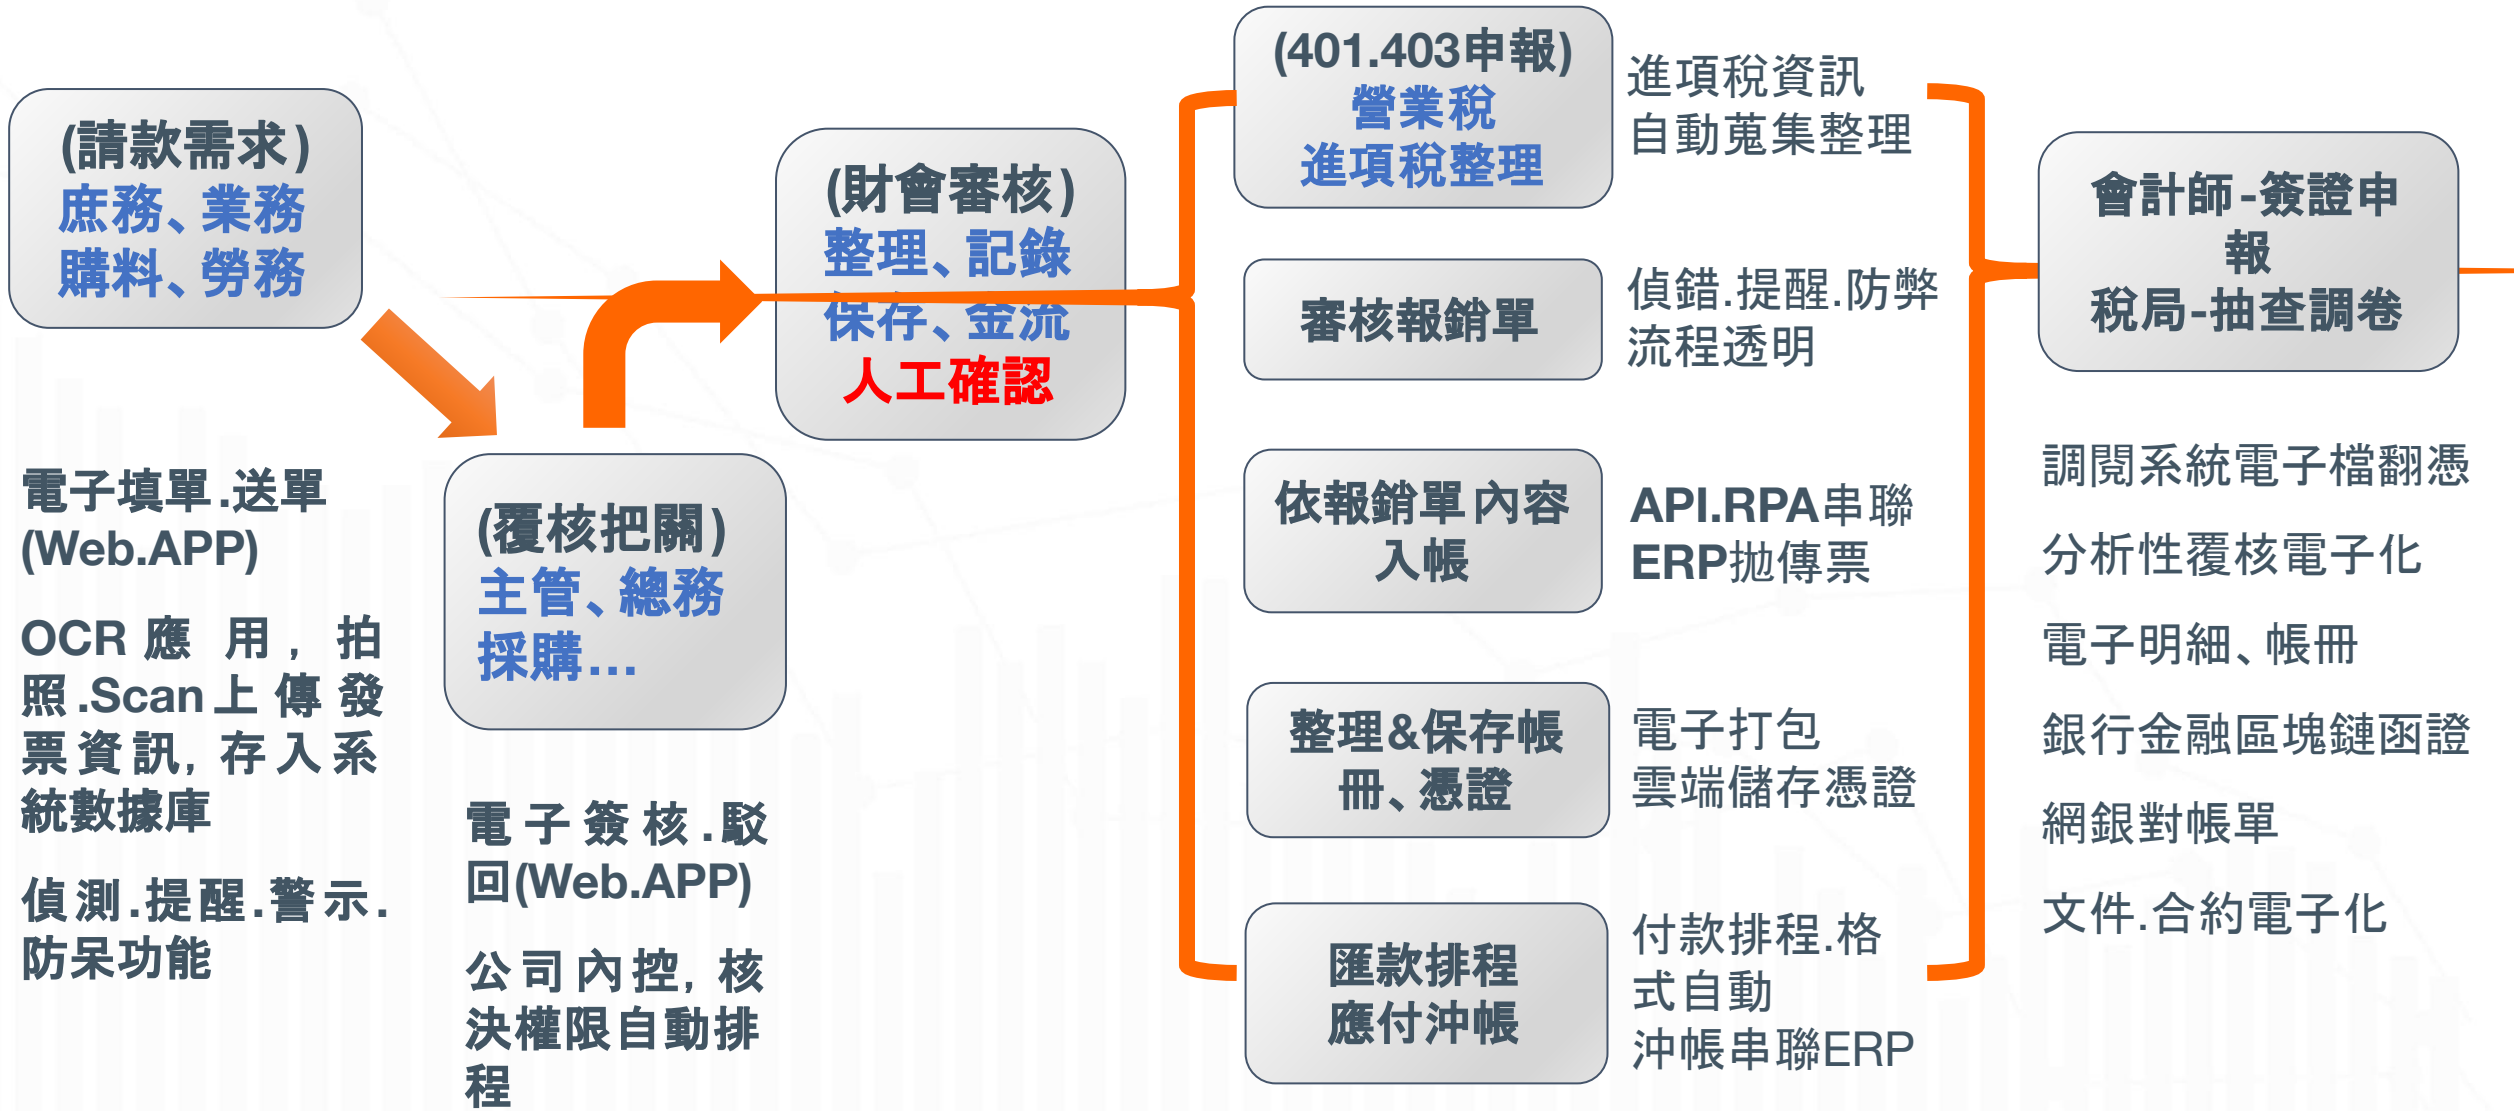 (請款需求)
庶務、業務
購料、勞務
電子填單.送單
(Web.APP)
OCR應用,拍
照.Scan上傳發
票資訊,存入系
統數據庫
偵測.提醒.警示.
防呆功能
(覆核把關)
主管、總務
採購...
電子簽核.駁
回(Web.APP)
公司內控,核
決權限自動排
程
(財會審核)
整理、記錄
保存、金流
人工確認
(401.403申報)
營業稅
進項稅整理
進項稅資訊
自動蒐集整理
審核報銷單
偵錯.提醒.防弊
流程透明
依報銷單內容
入帳
API.RPA串聯
ERP拋傳票
整理&保存帳
冊、憑證
電子打包
雲端儲存憑證
匯款排程
應付沖帳
付款排程.格
式自動
沖帳串聯ERP
會計師-簽證申
報
稅局-抽查調卷
調閱系統電子檔翻憑
分析性覆核電子化
電子明細、帳冊
銀行金融區塊鏈函證
網銀對帳單
文件.合約電子化